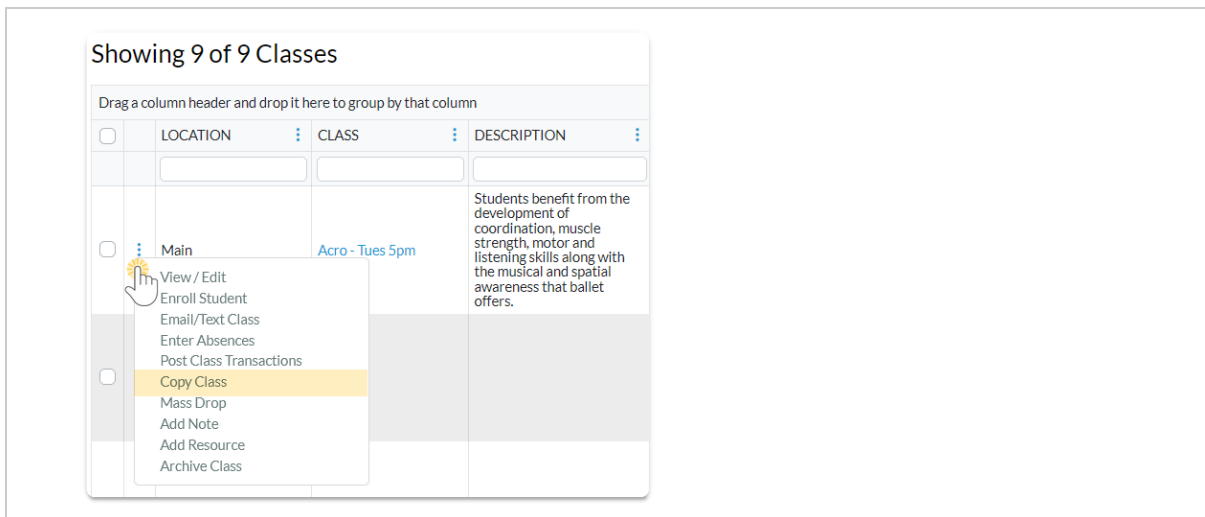 Showing 9 of 9 Classes
Drag a column header and drop it here to group by that column
LOCATION CLASS DESCRIPTION
Main Acro - Tues 5pm
Students benefit from the
development of
coordination, muscle
strength, motor and
listening skills along with
the musical and spatial
awareness that ballet
offers.
View / Edit
Enroll Student
Email/Text Class
Enter Absences
Post Class Transactions
Copy Class
Mass Drop
Add Note
Add Resource
Archive Class